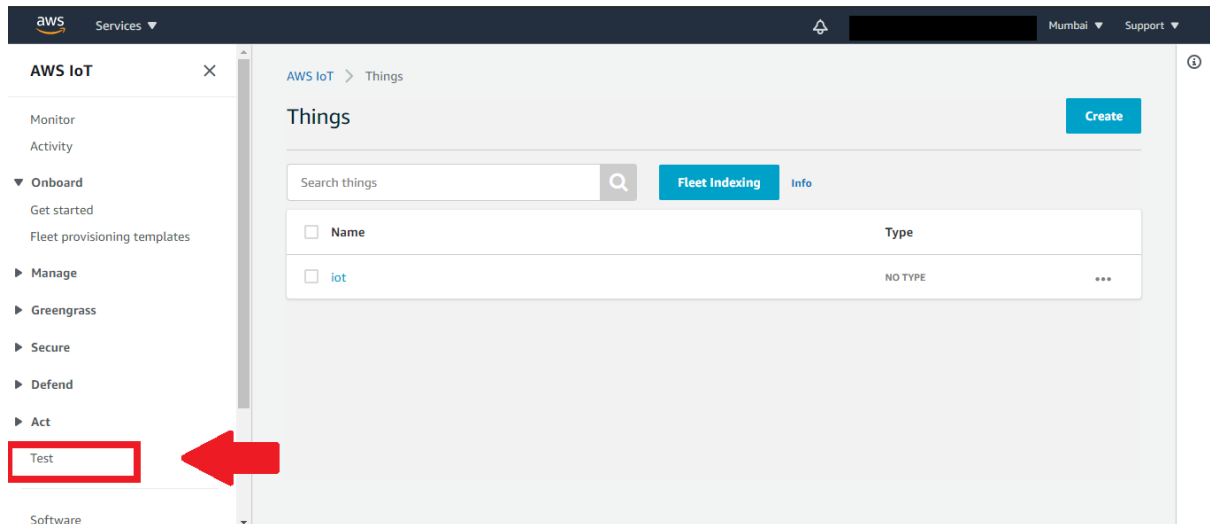 aws Services ▼ Mumbai ▼ Support ▼
AWS IoT
Monitor
Activity
Onboard
Get started
Fleet provisioning templates
Manage
Greengrass
Secure
Defend
Act
Test
Software
AWS IoT > Things
Things
Create
Search things
Fleet Indexing Info
Name Type
iot NO TYPE •••